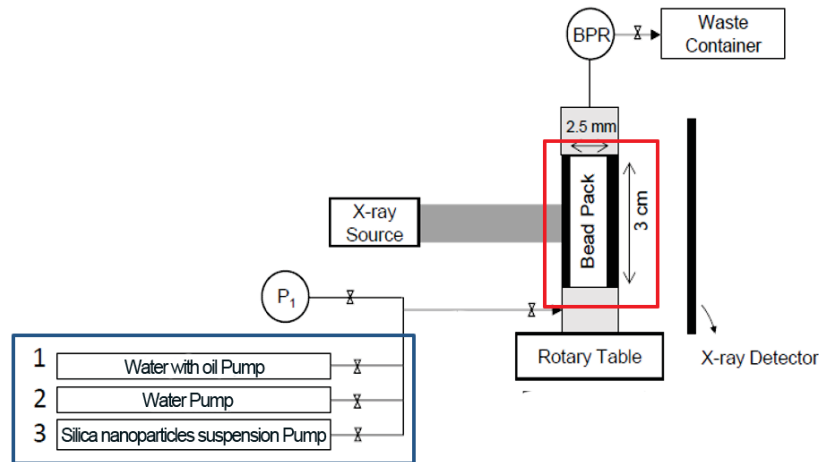 BPR
Waste
Container
2.5 mm
X-ray
Source
Bead Pack
3 cm
P1
1
Water with oil Pump
2
Water Pump
3
Silica nanoparticles suspension Pump
Rotary Table
X-ray Detector